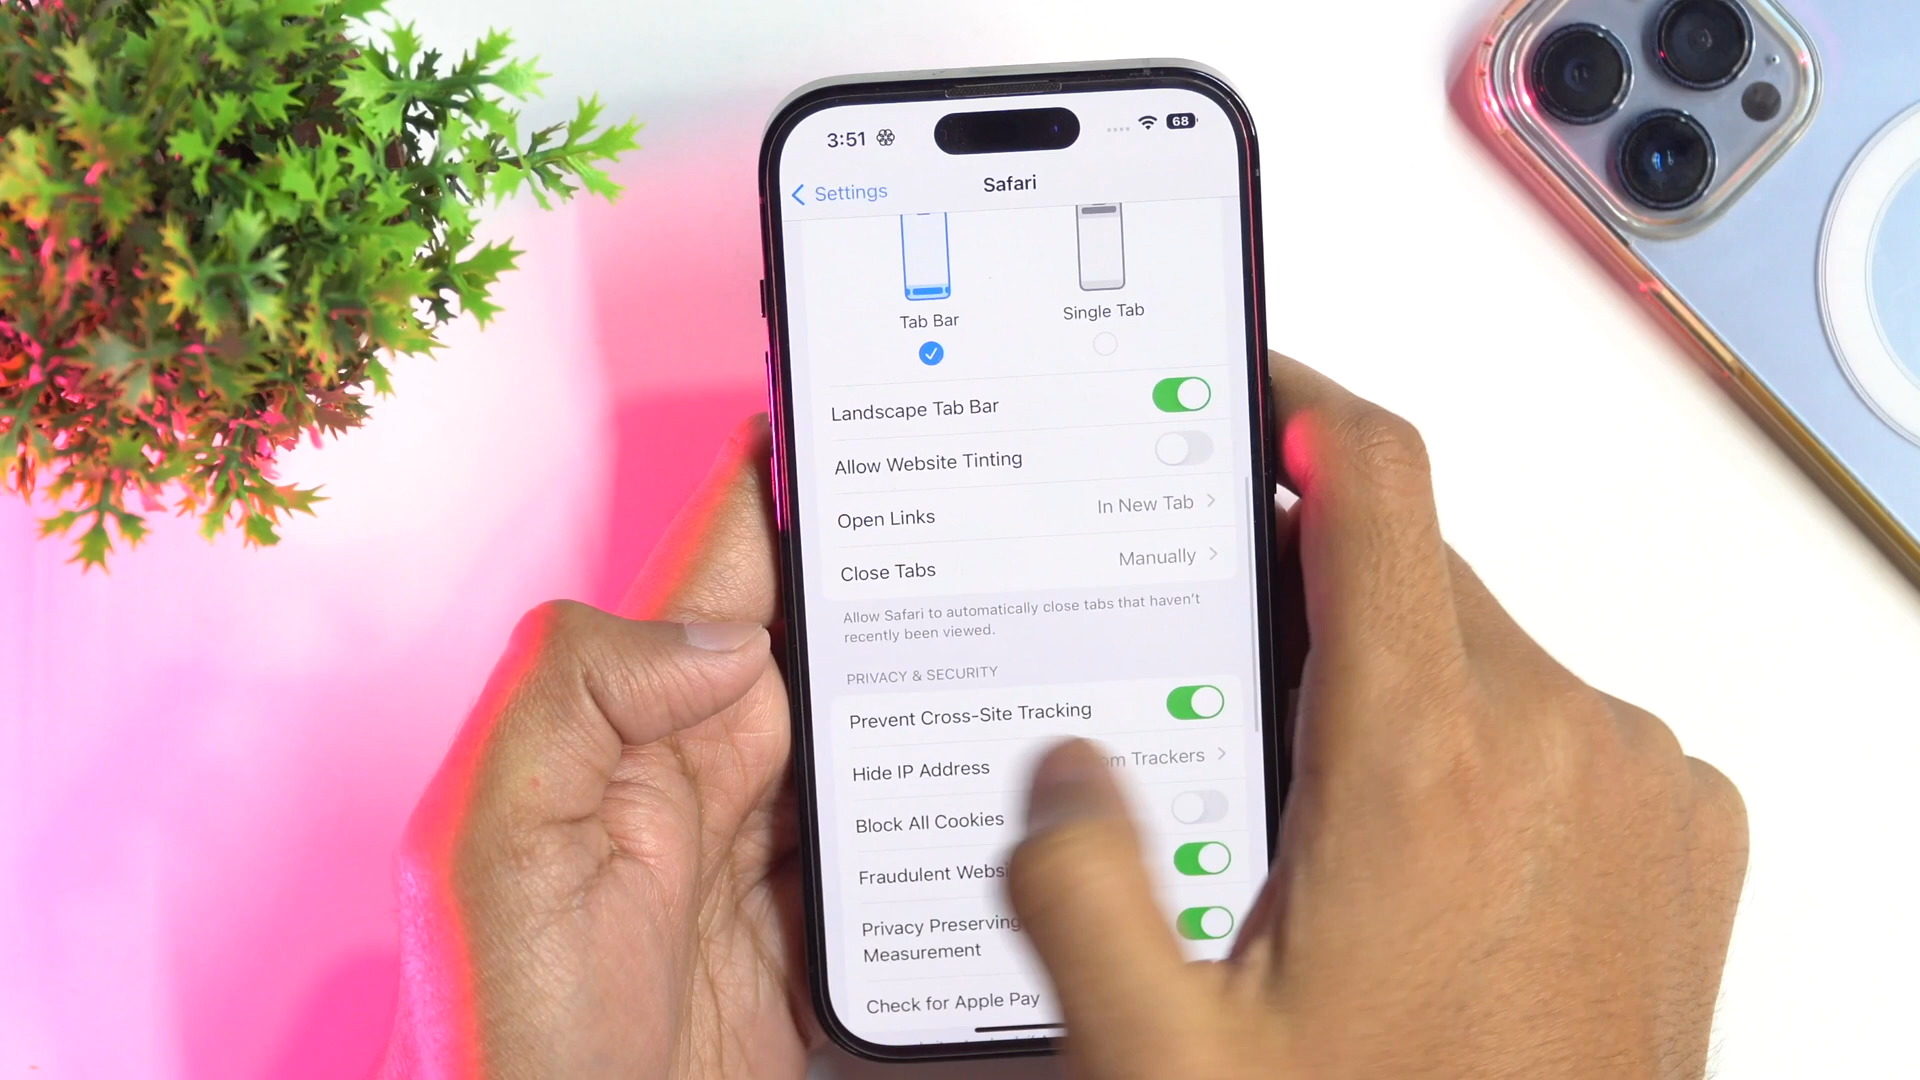 3:51
68
Settings
Safari
Tab Bar
Single Tab
Landscape Tab Bar
Allow Website Tinting
Open Links
In New Tab
Close Tabs
Manually
Allow Safari to automatically close tabs that haven't
recently been viewed.
PRIVACY & SECURITY
Prevent Cross-Site Tracking
Hide IP Address
Trackers
Block All Cookies
Fraudulent
Privacy Preserving
Measurement
Check for Apple Pay